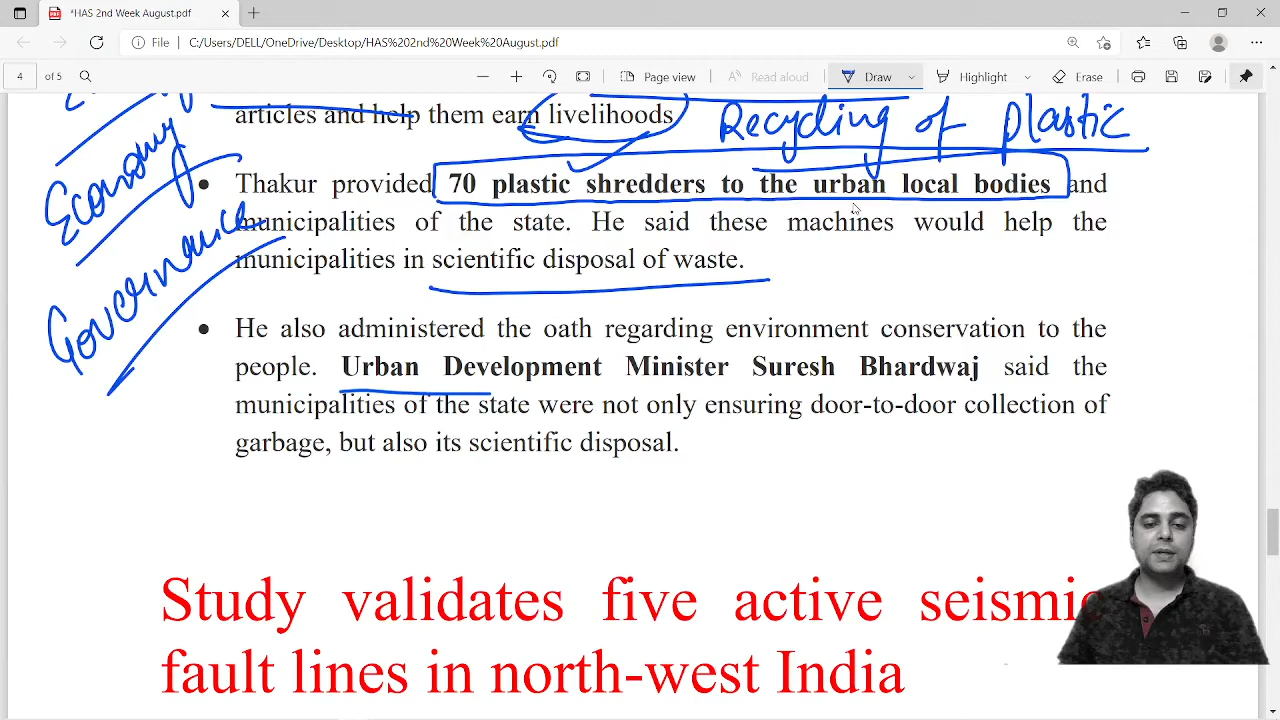 *HAS 2nd Week August.pdf
File C:/Users/DELL/OneDrive/Desktop/HAS%202nd%20Week%20August.pdf
4 of 5 Page view Read aloud Draw Highlight Erase
articles and help them earn livelihoods
Recycling of plastic
Economy
Thakur provided 70 plastic shredders to the urban local bodies and
Governance
municipalities of the state. He said these machines would help the
municipalities in scientific disposal of waste.
He also administered the oath regarding environment conservation to the
people. Urban Development Minister Suresh Bhardwaj said the
municipalities of the state were not only ensuring door-to-door collection of
garbage, but also its scientific disposal.
Study validates five active seismic
fault lines in north-west India